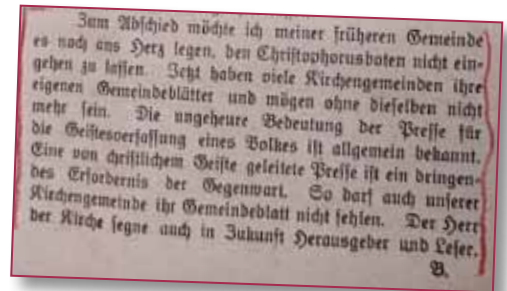 Zum Abschied möchte ich meiner früheren Gemeinde
es noch ans Herz legen, den Christophorusboten nicht ein-
gehen zu lassen. Jetzt haben viele Kirchengemeinden ihre
eigenen Gemeindeblätter und mögen ohne dieselben nicht
mehr sein. Die ungeheure Bedeutung der Presse für
die Geistesverfassung eines Volkes ist allgemein bekannt.
Eine von christlichem Geiste geleitete Presse ist ein dringen-
des Erfordernis der Gegenwart. So darf auch unserer
Kirchengemeinde ihr Gemeindeblatt nicht fehlen. Der Herr
der Kirche segne auch in Zukunft Herausgeber und Leser.
B.